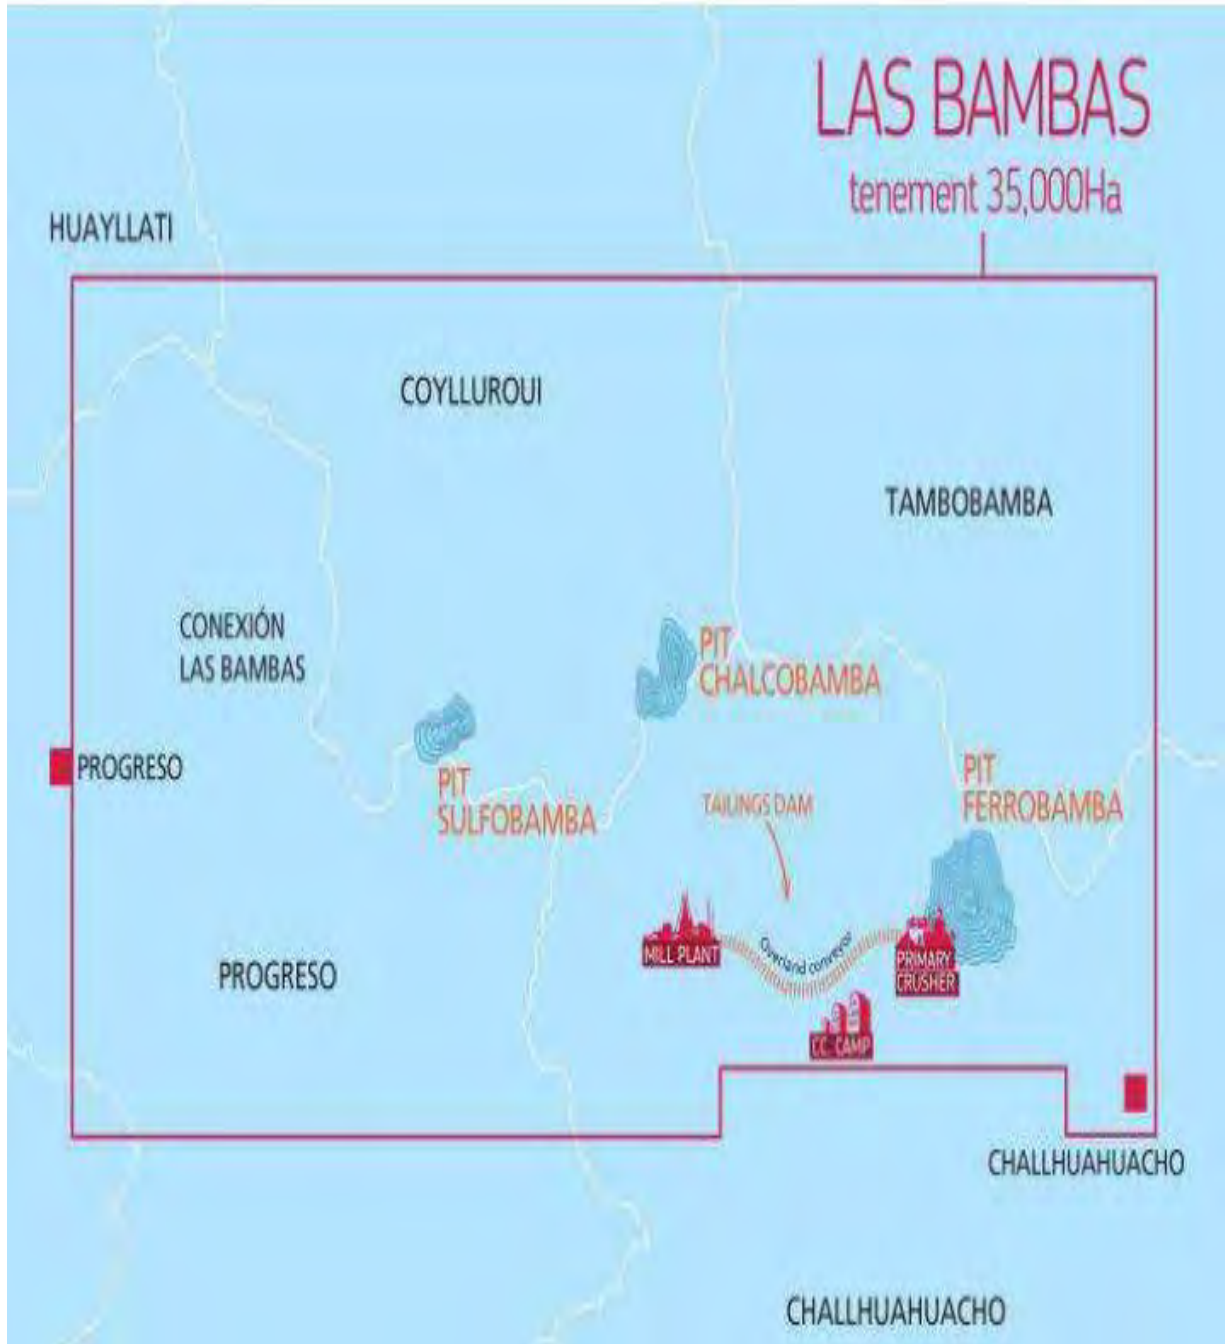 LAS BAMBAS
tenement 35,000Ha
HUAYLLATI
COYLLUROUI
TAMBOBAMBA
CONEXIÓN
LAS BAMBAS
PIT
CHALCOBAMBA
PROGRESO
PIT
SULFOBAMBA
PIT
FERROBAMBA
TAILINGS DAM
MILL PLANT
Overland conveyor
PRIMARY
CRUSHER
PROGRESO
CC. CAMP
CHALLHUAHUACHO
CHALLHUAHUACHO